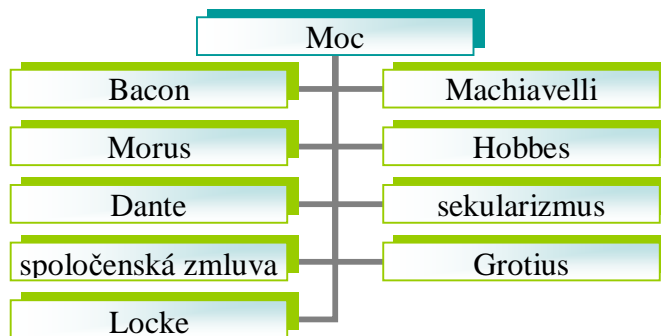 Moc
Bacon
Machiavelli
Morus
Hobbes
Dante
sekularizmus
spoločenská zmluva
Grotius
Locke